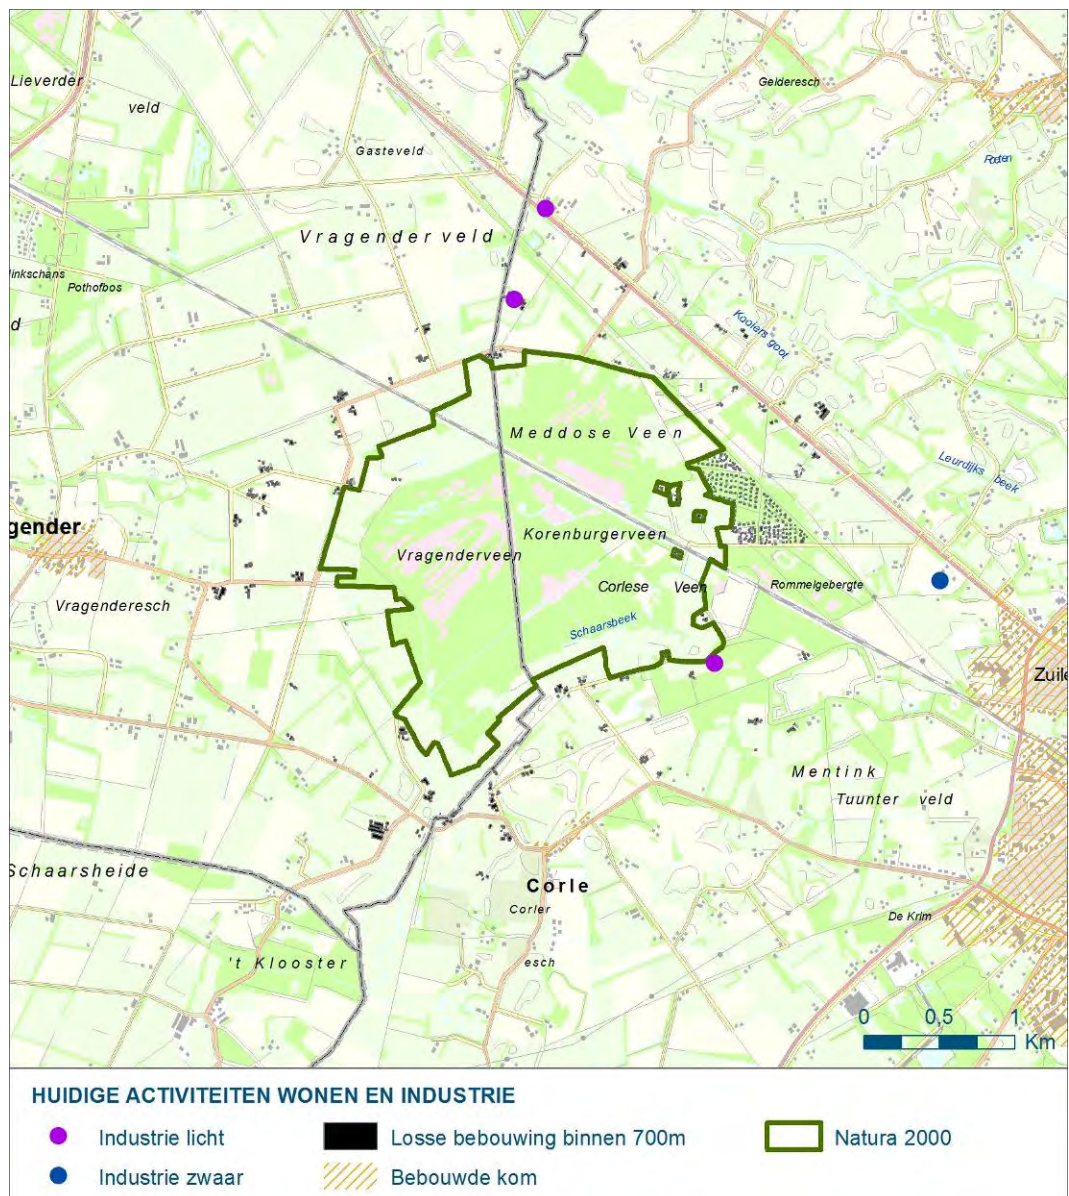 Lieverder
veld
Gelderesch
Gasteveld
Vragender veld
inkschans
Pothofbos
d
Kooiers goot
Meddose Veen
Leurdijks beek
gender
Korenburgerveen
Vragenderveen
Corlese Veen
Rommelgebergte
Vragenderesch
Schaarsbeek
Zuile
Mentink
Tuunter veld
Schaarsheide
Corle
Corler
De Krim
't Klooster
esch
0 0,5 1
Km
HUIDIGE ACTIVITEITEN WONEN EN INDUSTRIE
Industrie licht
Losse bebouwing binnen 700m
Natura 2000
Industrie zwaar
Bebouwde kom